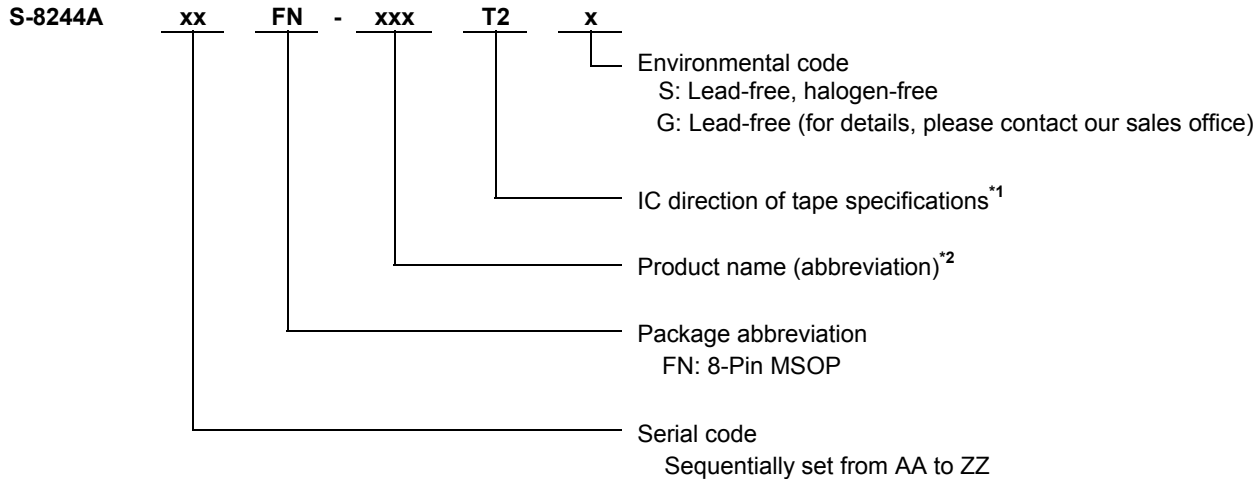 S-8244A xx FN - xxx T2 x
Environmental code
S: Lead-free, halogen-free
G: Lead-free (for details, please contact our sales office)
IC direction of tape specifications*1
Product name (abbreviation)*2
Package abbreviation
FN: 8-Pin MSOP
Serial code
Sequentially set from AA to ZZ